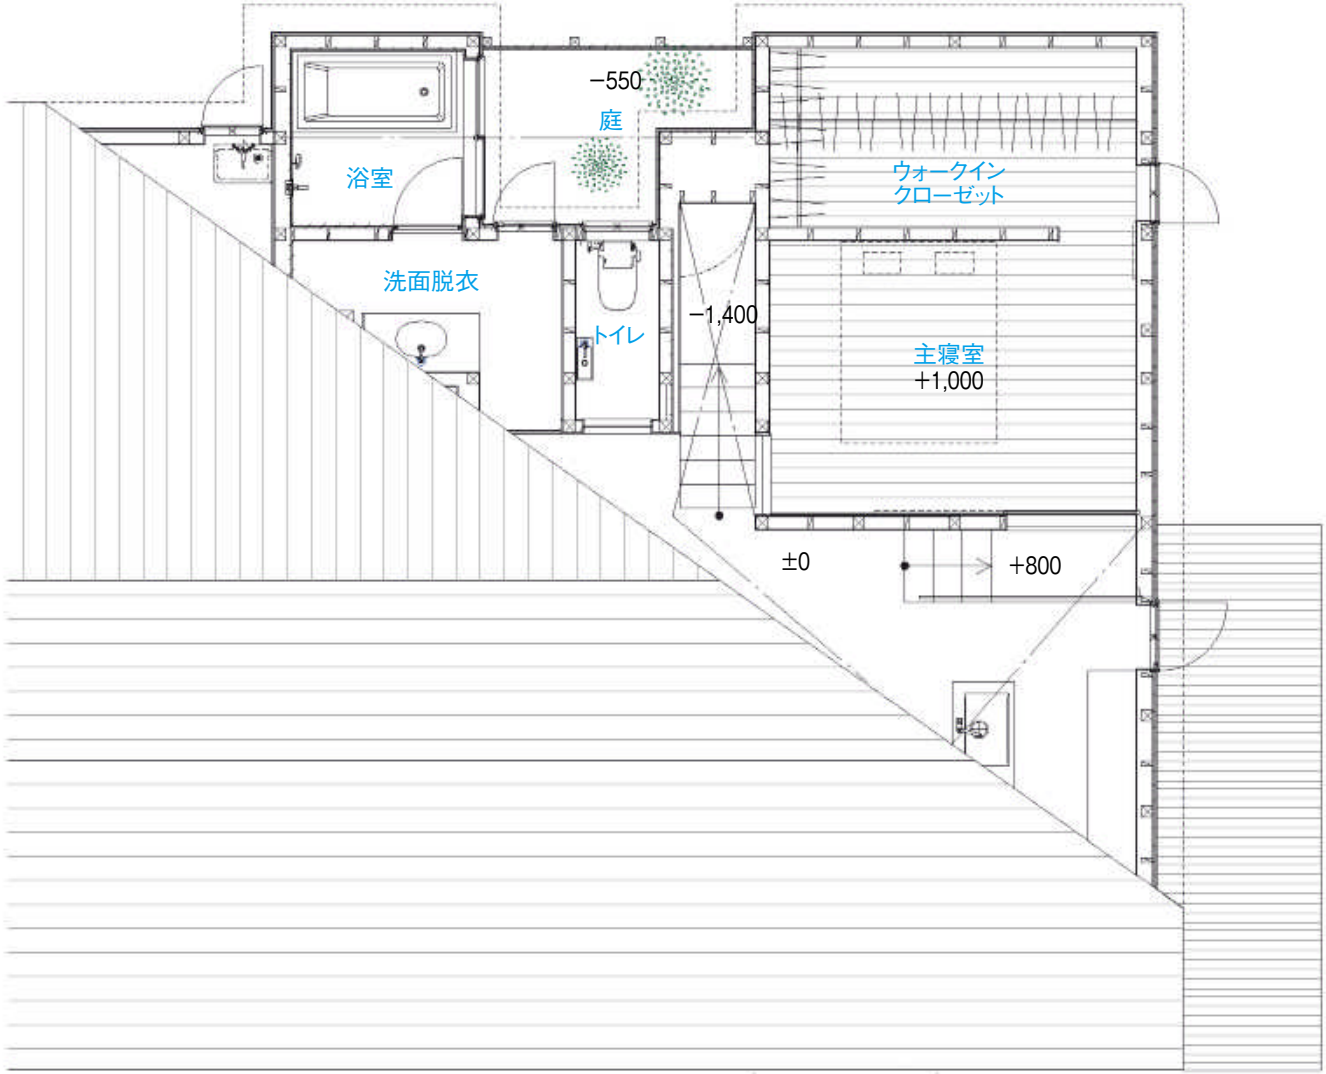 −550
庭
浴室
ウォークイン
クローゼット
洗面脱衣
トイレ
−1,400
主寝室
+1,000
±0
+800